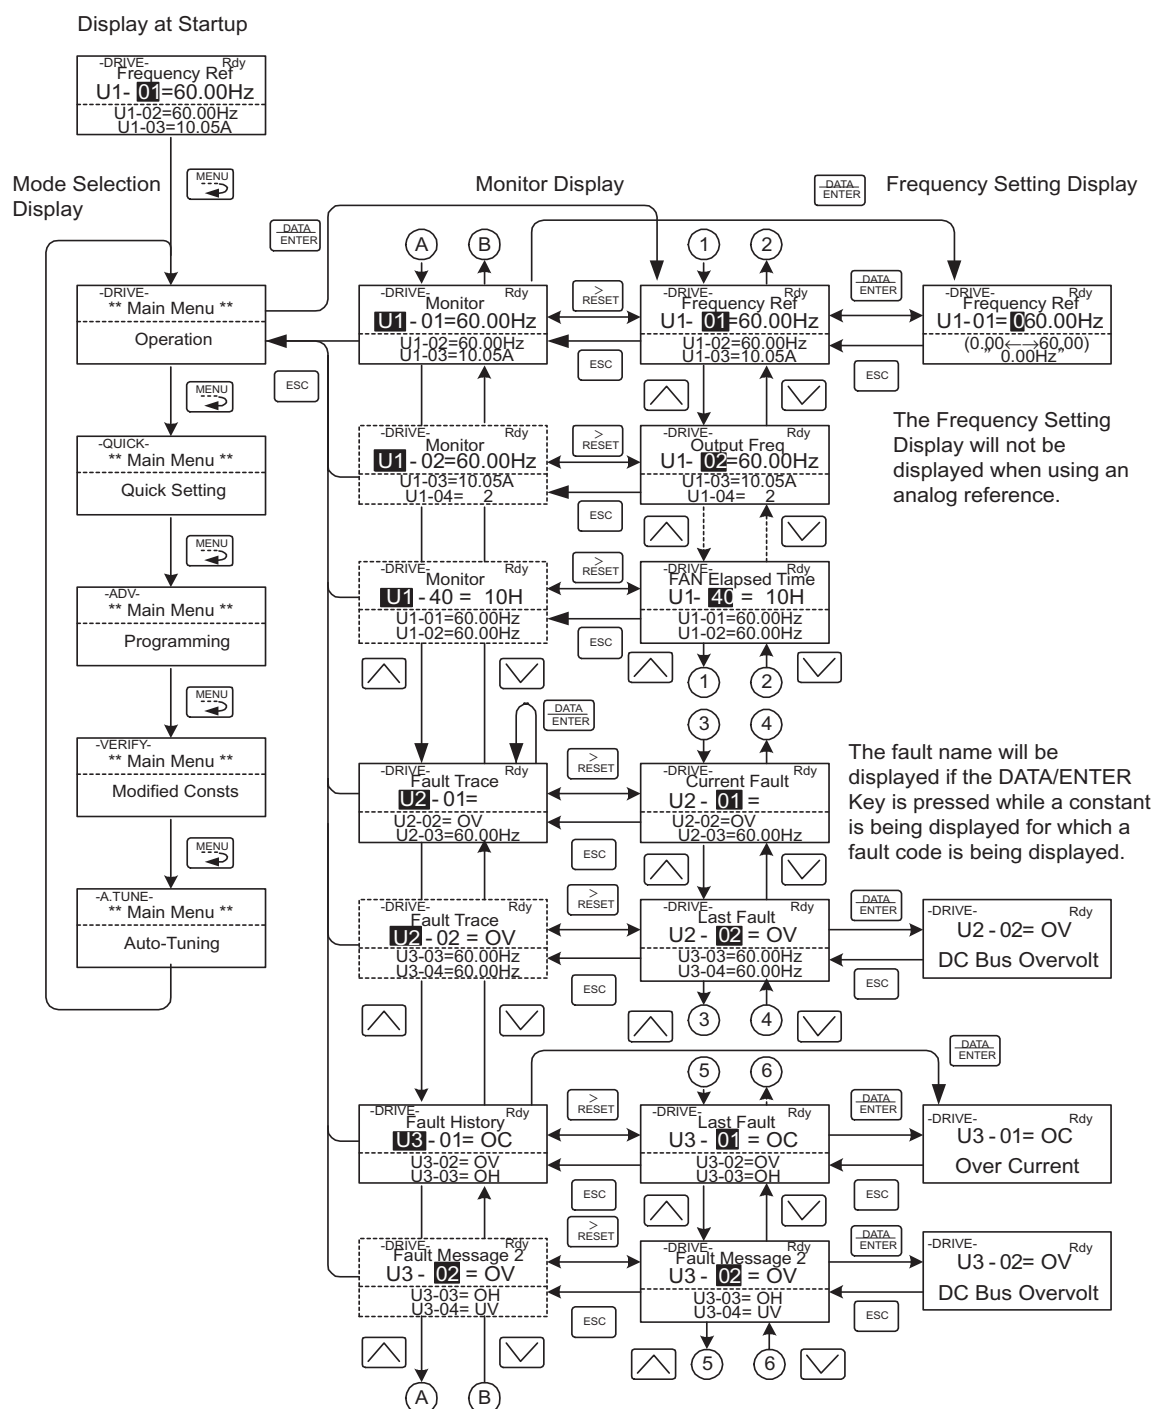 Display at Startup
-DRIVE- Rdy
Frequency Ref
U1- 01=60.00Hz
U1-02=60.00Hz
U1-03=10.05A
MENU
Mode Selection
Display
Monitor Display
DATA
ENTER
Frequency Setting Display
DATA
ENTER
A
B
1
2
-DRIVE-
** Main Menu **
Operation
-DRIVE- Rdy
Monitor
U1 - 01=60.00Hz
U1-02=60.00Hz
U1-03=10.05A
>
RESET
ESC
-DRIVE- Rdy
Frequency Ref
U1- 01=60.00Hz
U1-02=60.00Hz
U1-03=10.05A
DATA
ENTER
ESC
-DRIVE- Rdy
Frequency Ref
U1-01= 060.00Hz
(0.00←→60.00)
„ 0.00Hz”
ESC
MENU
The Frequency Setting
Display will not be
displayed when using an
analog reference.
-QUICK-
** Main Menu **
Quick Setting
-DRIVE- Rdy
Monitor
U1 - 02=60.00Hz
U1-03=10.05A
U1-04= 2
>
RESET
ESC
-DRIVE- Rdy
Output Freq
U1- 02=60.00Hz
U1-03=10.05A
U1-04= 2
MENU
-ADV-
** Main Menu **
Programming
-DRIVE- Rdy
Monitor
U1 - 40 = 10H
U1-01=60.00Hz
U1-02=60.00Hz
>
RESET
ESC
-DRIVE- Rdy
FAN Elapsed Time
U1- 40 = 10H
U1-01=60.00Hz
U1-02=60.00Hz
1
2
MENU
DATA
ENTER
3
4
-VERIFY-
** Main Menu **
Modified Consts
-DRIVE- Rdy
Fault Trace
U2 - 01=
U2-02= OV
U2-03=60.00Hz
>
RESET
ESC
-DRIVE- Rdy
Current Fault
U2 - 01 =
U2-02=OV
U2-03=60.00Hz
The fault name will be
displayed if the DATA/ENTER
Key is pressed while a constant
is being displayed for which a
fault code is being displayed.
MENU
-A.TUNE-
** Main Menu **
Auto-Tuning
-DRIVE- Rdy
Fault Trace
U2 - 02 = OV
U3-03=60.00Hz
U3-04=60.00Hz
>
RESET
ESC
-DRIVE- Rdy
Last Fault
U2 - 02 = OV
U3-03=60.00Hz
U3-04=60.00Hz
DATA
ENTER
ESC
-DRIVE- Rdy
U2 - 02= OV
DC Bus Overvolt
3
4
DATA
ENTER
5
6
-DRIVE- Rdy
Fault History
U3 - 01= OC
U3-02= OV
U3-03= OH
>
RESET
ESC
-DRIVE- Rdy
Last Fault
U3 - 01 = OC
U3-02=OV
U3-03=OH
DATA
ENTER
ESC
-DRIVE- Rdy
U3 - 01= OC
Over Current
-DRIVE- Rdy
Fault Message 2
U3 - 02 = OV
U3-03= OH
U3-04= UV
>
RESET
ESC
-DRIVE- Rdy
Fault Message 2
U3 - 02 = OV
U3-03= OH
U3-04= UV
DATA
ENTER
ESC
-DRIVE- Rdy
U3 - 02= OV
DC Bus Overvolt
5
6
A
B